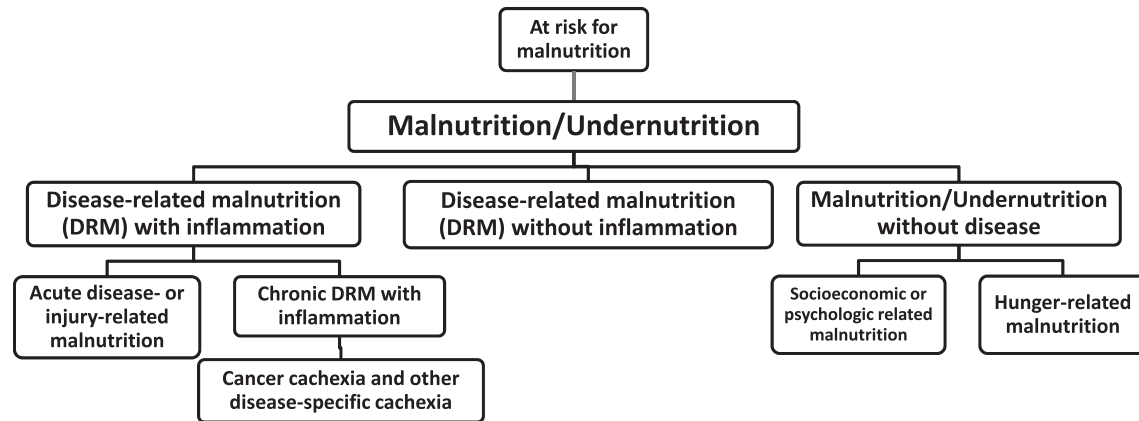 At risk for
malnutrition
Malnutrition/Undernutrition
Disease-related malnutrition
(DRM) with inflammation
Disease-related malnutrition
(DRM) without inflammation
Malnutrition/Undernutrition
without disease
Acute disease- or
injury-related
malnutrition
Chronic DRM with
inflammation
Socioeconomic or
psychologic related
malnutrition
Hunger-related
malnutrition
Cancer cachexia and other
disease-specific cachexia